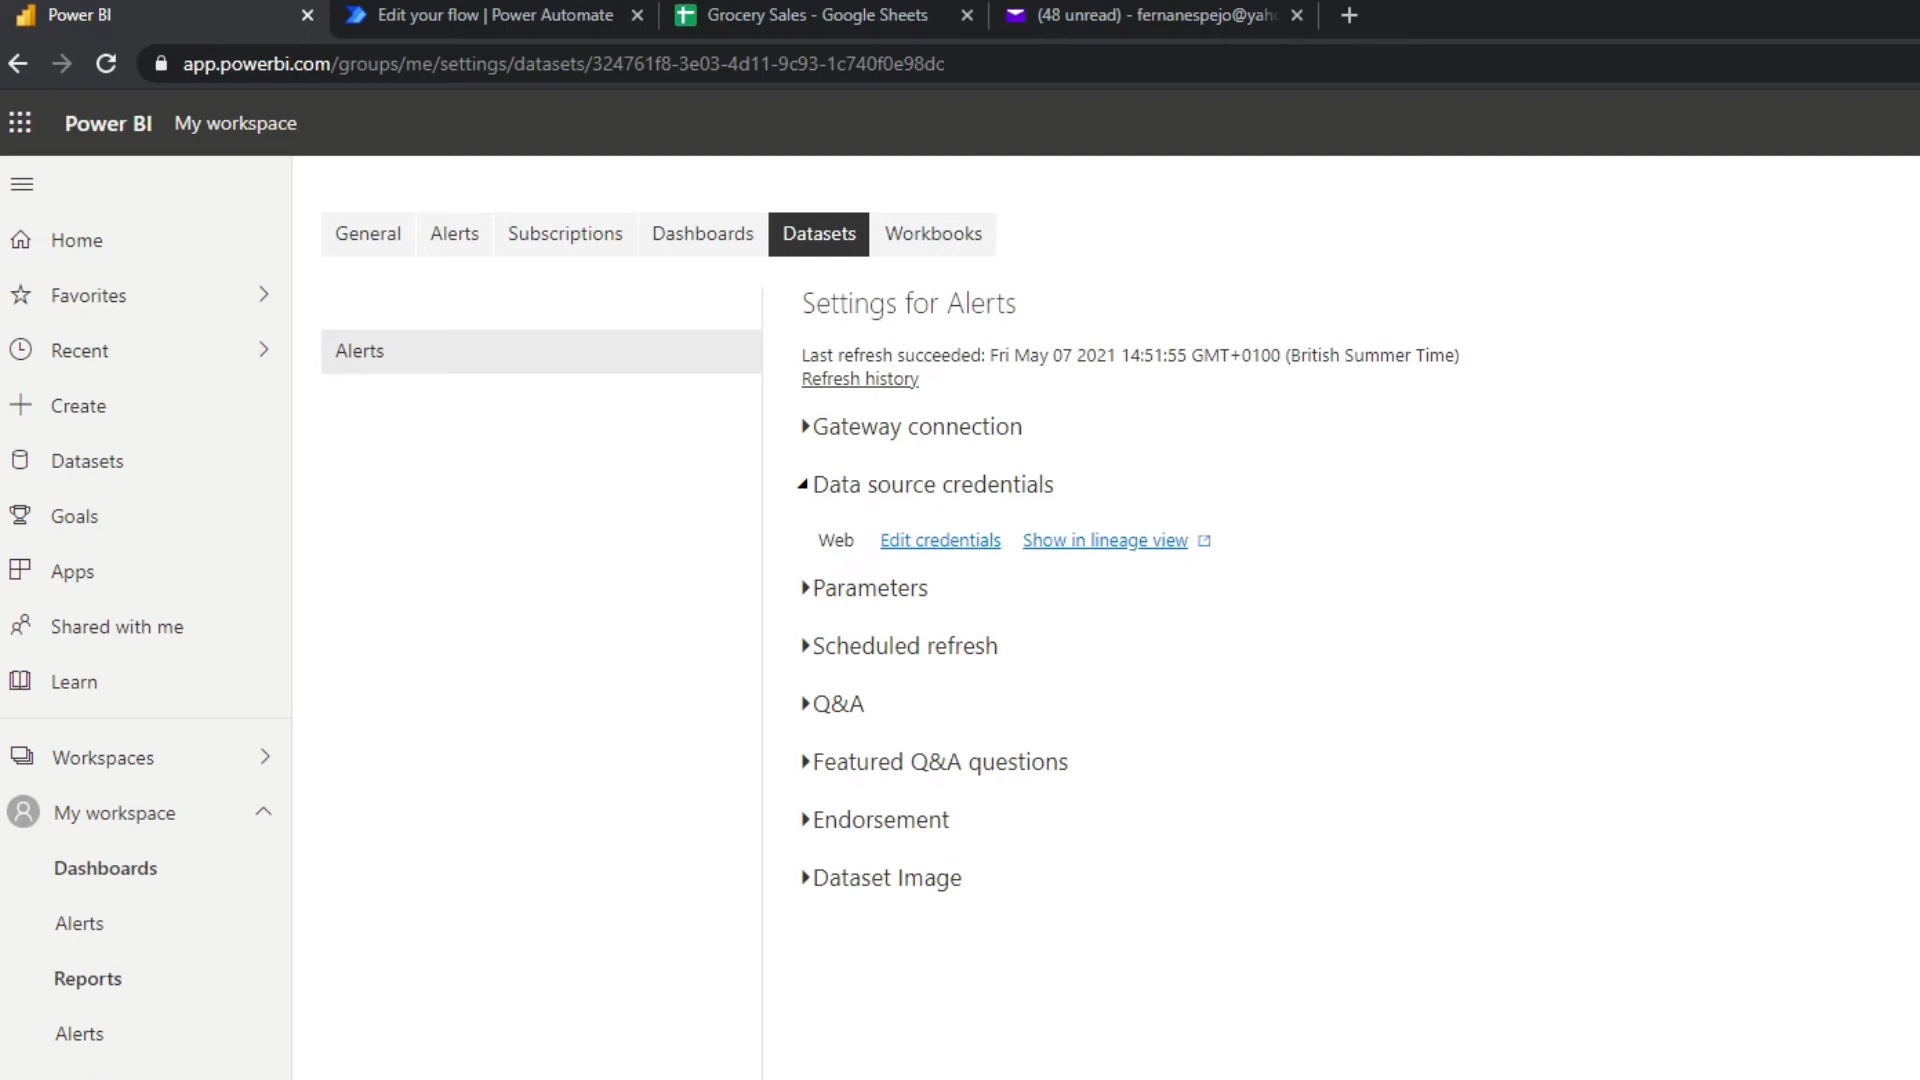 Power BI
Edit your flow | Power Automate
Grocery Sales - Google Sheets
(48 unread) - fernanespejo@yah
app.powerbi.com/groups/me/settings/datasets/324761f8-3e03-4d11-9c93-1c740f0e98dc
Power BI My workspace
Home
Favorites
Recent
Create
Datasets
Goals
Apps
Shared with me
Learn
Workspaces
My workspace
Dashboards
Alerts
Reports
Alerts
General Alerts Subscriptions Dashboards Datasets Workbooks
Alerts
Settings for Alerts
Last refresh succeeded: Fri May 07 2021 14:51:55 GMT+0100 (British Summer Time)
Refresh history
Gateway connection
Data source credentials
Web Edit credentials Show in lineage view
Parameters
Scheduled refresh
Q&A
Featured Q&A questions
Endorsement
Dataset Image